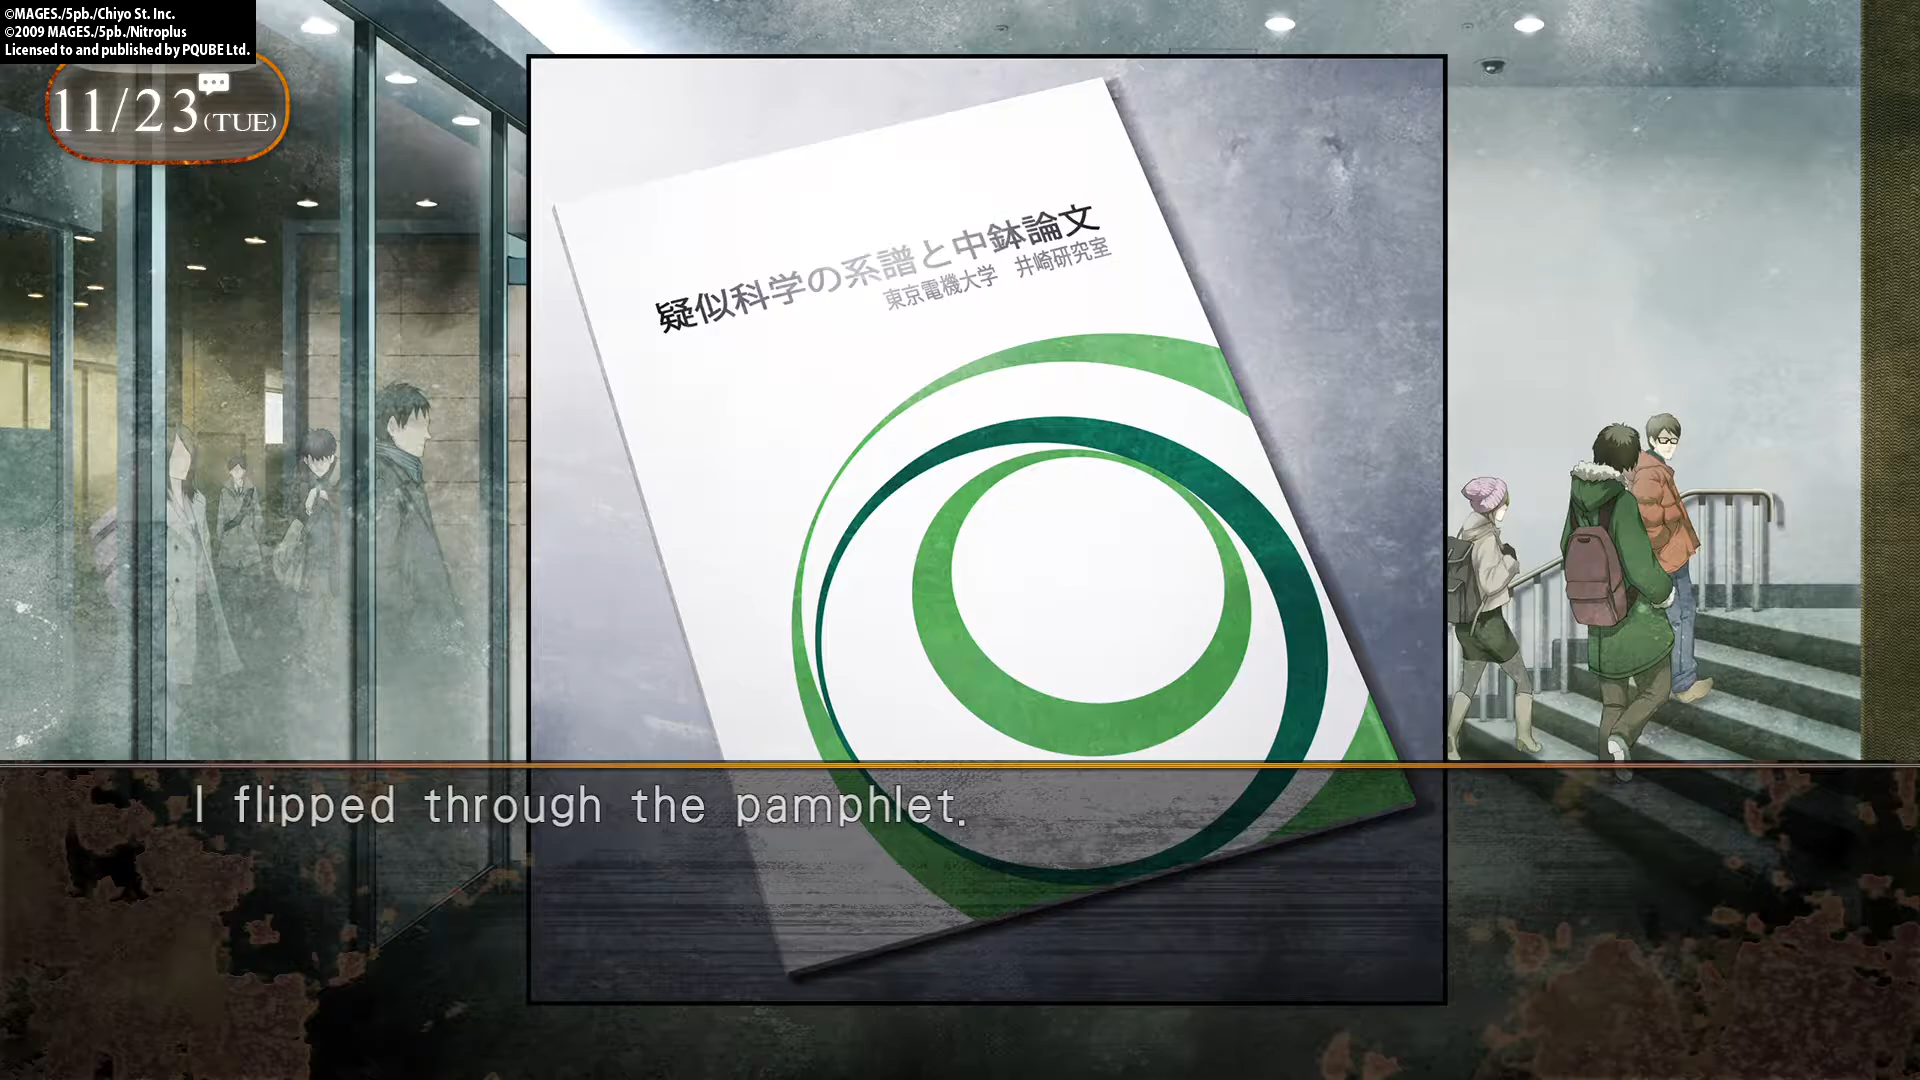 ©MAGES./5pb./Chiyo St. Inc.
©2009 MAGES./5pb./Nitroplus
Licensed to and published by PQUBE Ltd.
11/23(TUE)
疑似科学の系譜と中鉢論文
東京電機大学　井崎研究室
I flipped through the pamphlet.